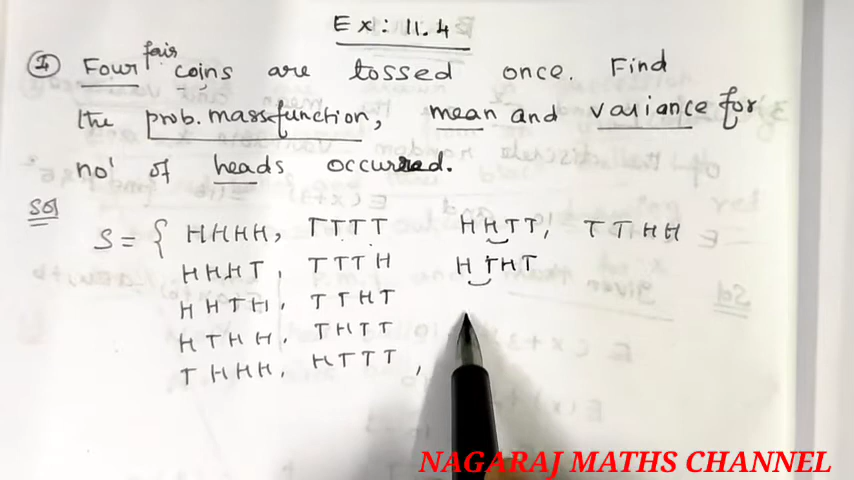 Ex: 11.4
4 Four fair coins are tossed once. Find
the prob. mass function, mean and variance for
no' of heads occurred.
Sol
S = { HHHH, TTTT HHTT, TTHH
HHHT, TTTH HTHT
HHTH, TTHT
HTHH, THTT
THHH, HTTT,
NAGARAJ MATHS CHANNEL